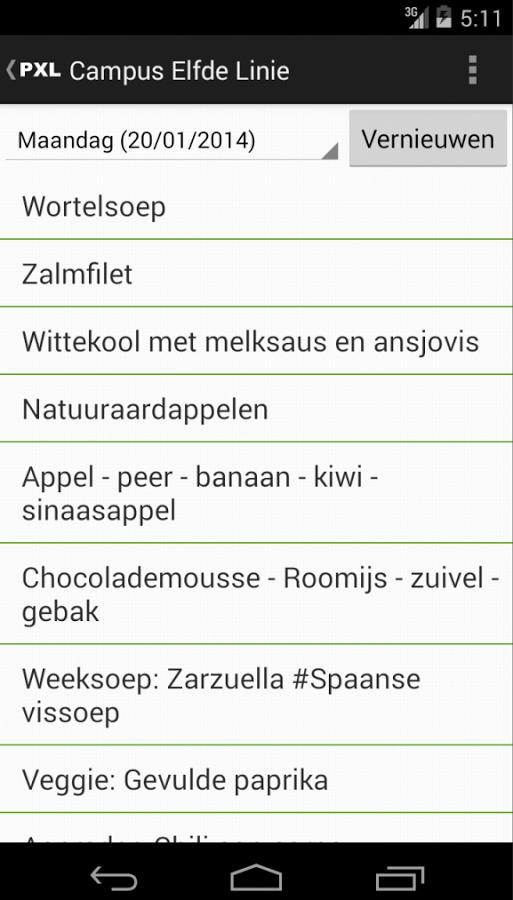 3G 5:11
PXL Campus Elfde Linie
Maandag (20/01/2014) Vernieuwen
Wortelsoep
Zalmfilet
Wittekool met melksaus en ansjovis
Natuuraardappelen
Appel - peer - banaan - kiwi -
sinaasappel
Chocolademousse - Roomijs - zuivel -
gebak
Weeksoep: Zarzuella #Spaanse
vissoep
Veggie: Gevulde paprika